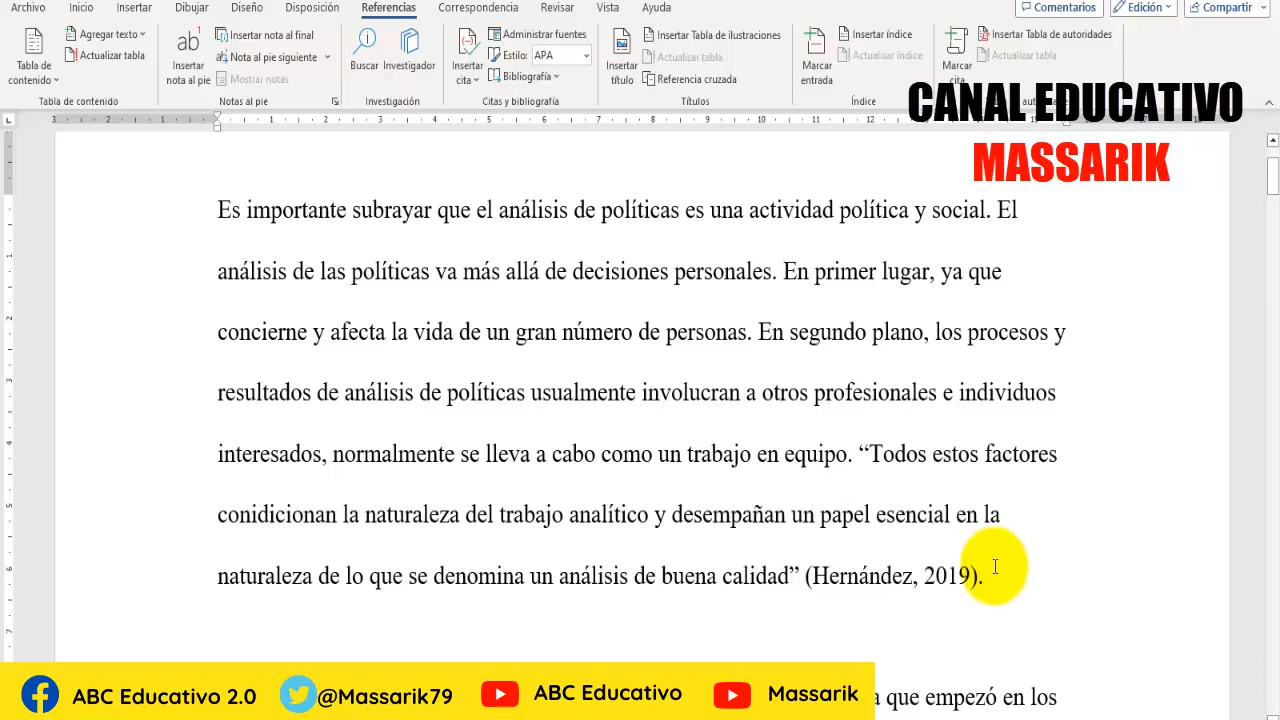 Archivo Inicio Insertar Dibujar Diseño Disposición Referencias Correspondencia Revisar Vista Ayuda Comentarios Edición Compartir
Tabla de contenido
Agregar texto
Actualizar tabla
Tabla de contenido
ab
Insertar nota al pie
Insertar nota al final
Nota al pie siguiente
Mostrar notas
Notas al pie
Buscar
Investigador
Investigación
Insertar cita
Administrar fuentes
Estilo: APA
Bibliografía
Citas y bibliografía
Insertar título
Insertar Tabla de ilustraciones
Actualizar tabla
Referencia cruzada
Títulos
Marcar entrada
Insertar índice
Actualizar índice
Índice
Marcar cita
Insertar Tabla de autoridades
Actualizar tabla
CANAL EDUCATIVO
MASSARIK
Es importante subrayar que el análisis de políticas es una actividad política y social. El
análisis de las políticas va más allá de decisiones personales. En primer lugar, ya que
concierne y afecta la vida de un gran número de personas. En segundo plano, los procesos y
resultados de análisis de políticas usualmente involucran a otros profesionales e individuos
interesados, normalmente se lleva a cabo como un trabajo en equipo. “Todos estos factores
conidicionan la naturaleza del trabajo analítico y desempañan un papel esencial en la
naturaleza de lo que se denomina un análisis de buena calidad” (Hernández, 2019).
que empezó en los
ABC Educativo 2.0 @Massarik79 ABC Educativo Massarik